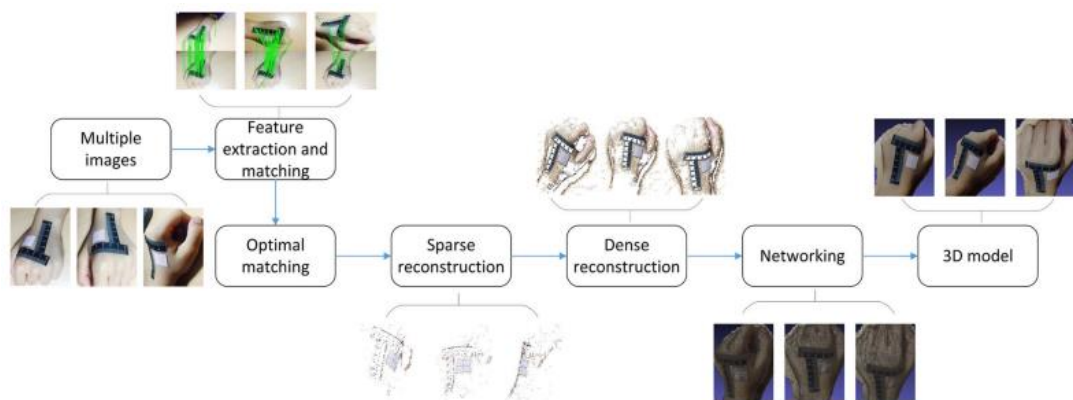 Multiple
images
Feature
extraction and
matching
Optimal
matching
Sparse
reconstruction
Dense
reconstruction
Networking
3D model